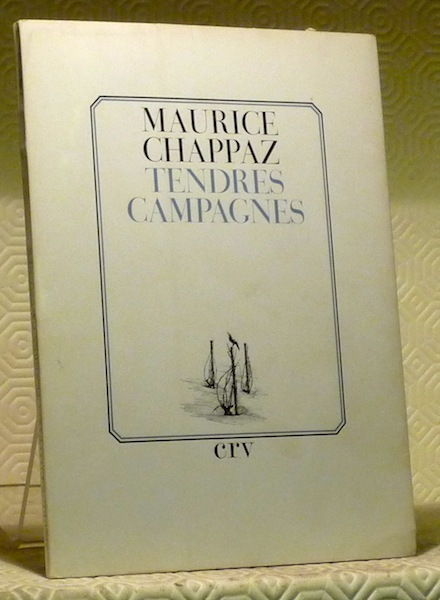 MAURICE
CHAPPAZ
TENDRES
CAMPAGNES
crv